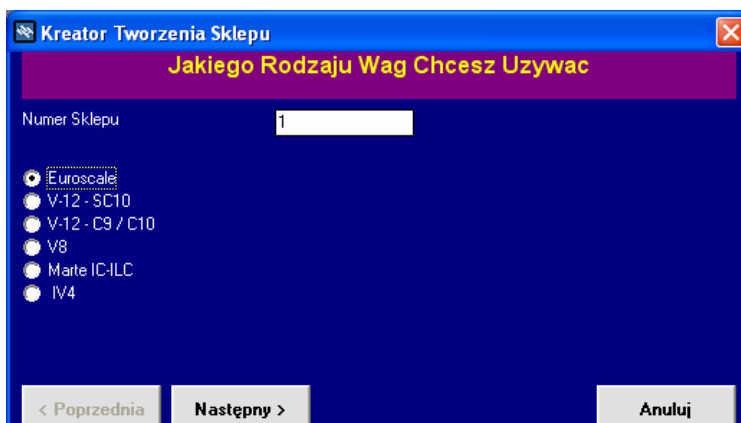 Kreator Tworzenia Sklepu
Jakiego Rodzaju Wag Chcesz Uzywac
Numer Sklepu 1
Euroscale
V-12 - SC10
V-12 - C9 / C10
V8
Marte IC-ILC
IV4
< Poprzednia Następny > Anuluj